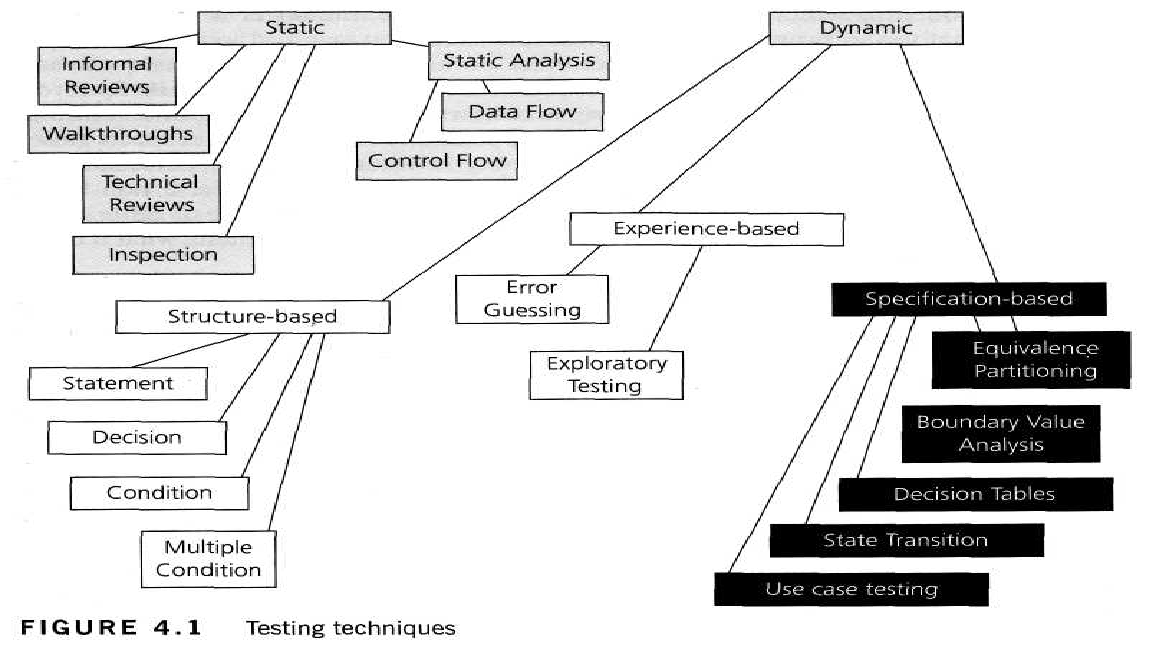 Static
Dynamic
Informal
Reviews
Static Analysis
Data Flow
Walkthroughs
Control Flow
Technical
Reviews
Inspection
Experience-based
Error
Guessing
Exploratory
Testing
Structure-based
Statement
Decision
Condition
Multiple
Condition
Specification-based
Equivalence
Partitioning
Boundary Value
Analysis
Decision Tables
State Transition
Use case testing
FIGURE 4.1 Testing techniques